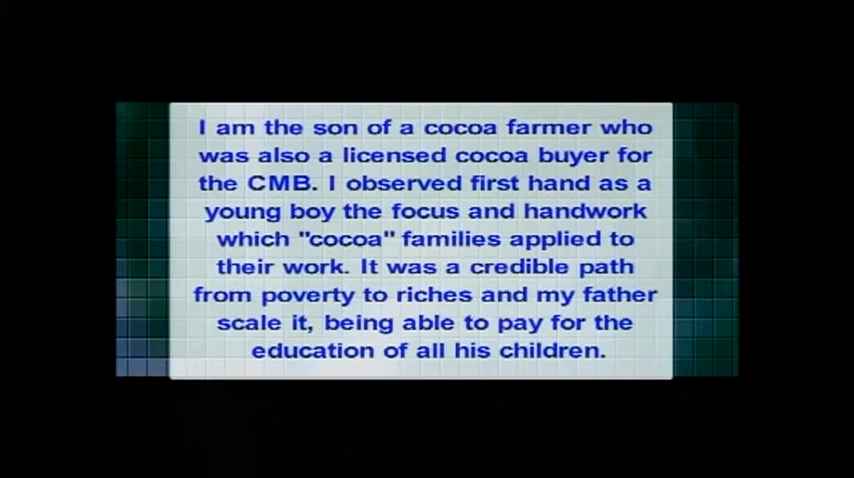 I am the son of a cocoa farmer who
was also a licensed cocoa buyer for
the CMB. I observed first hand as a
young boy the focus and handwork
which "cocoa" families applied to
their work. It was a credible path
from poverty to riches and my father
scale it, being able to pay for the
education of all his children.